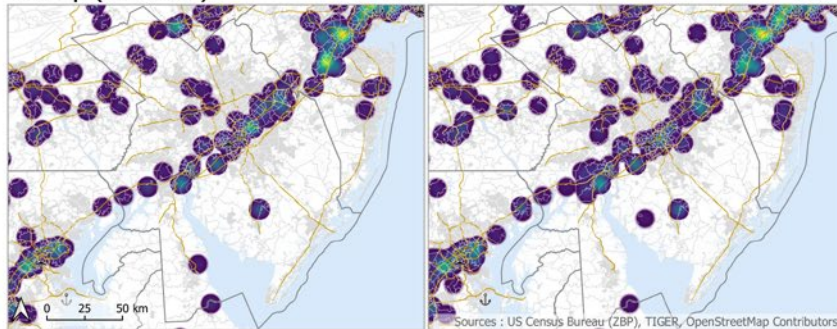 0 25 50 km
Sources : US Census Bureau (ZBP), TIGER, OpenStreetMap Contributors